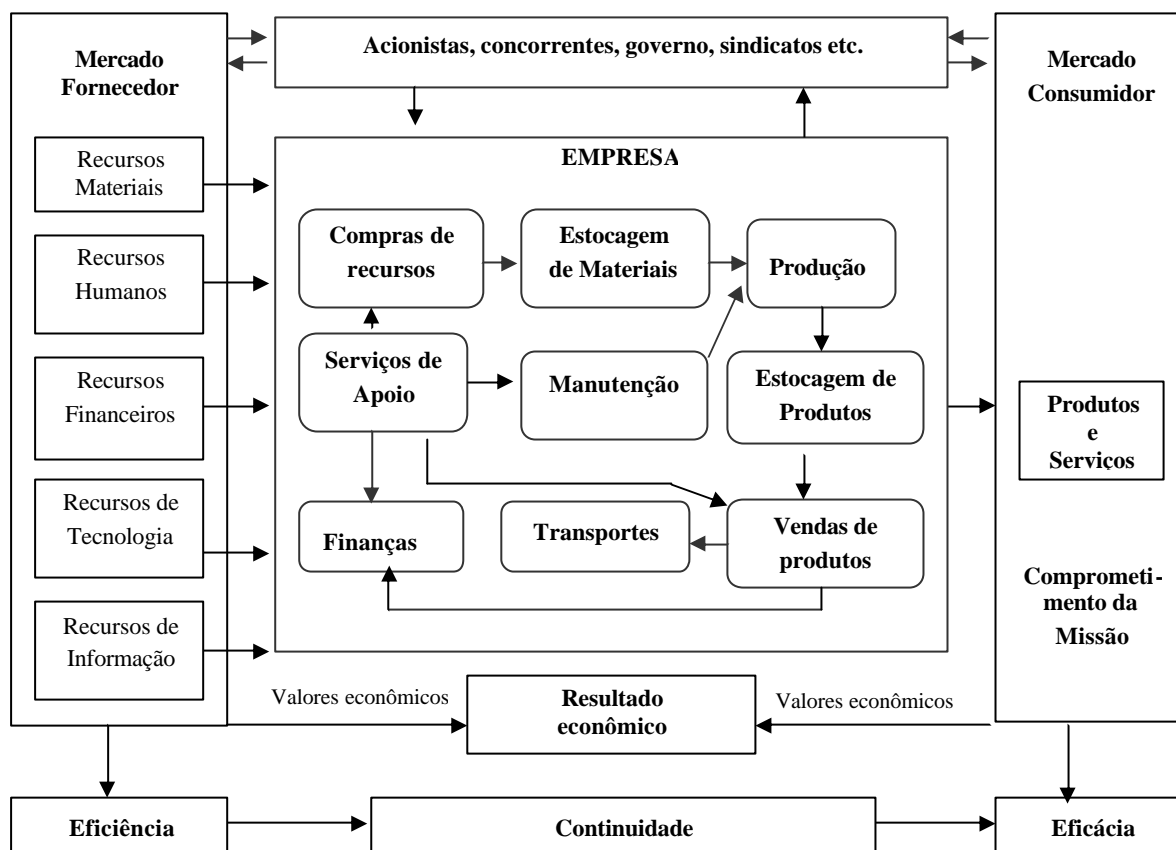 Acionistas, concorrentes, governo, sindicatos etc.
Mercado
Fornecedor
Mercado
Consumidor
Recursos
Materiais
Recursos
Humanos
Recursos
Financeiros
Recursos de
Tecnologia
Recursos de
Informação
EMPRESA
Compras de
recursos
Estocagem
de Materiais
Produção
Serviços de
Apoio
Manutenção
Estocagem de
Produtos
Finanças
Transportes
Vendas de
produtos
Produtos
e
Serviços
Comprometi-
mento da
Missão
Valores econômicos
Resultado
econômico
Valores econômicos
Eficiência
Continuidade
Eficácia